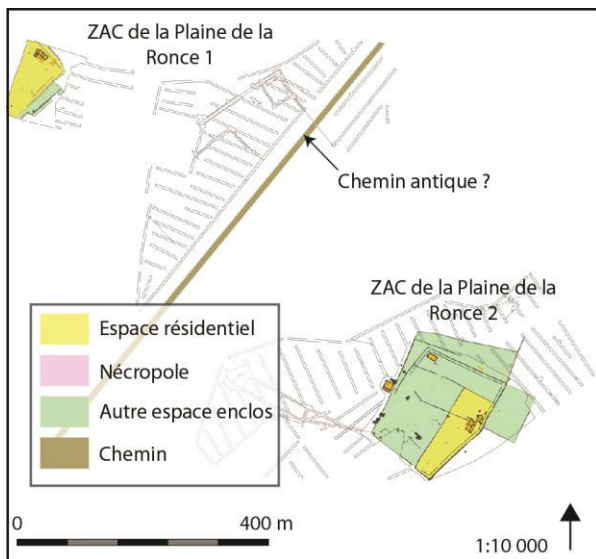 ZAC de la Plaine de la
Ronce 1
Chemin antique ?
ZAC de la Plaine de la
Ronce 2
Espace résidentiel
Nécropole
Autre espace enclos
Chemin
0
400 m
1:10 000